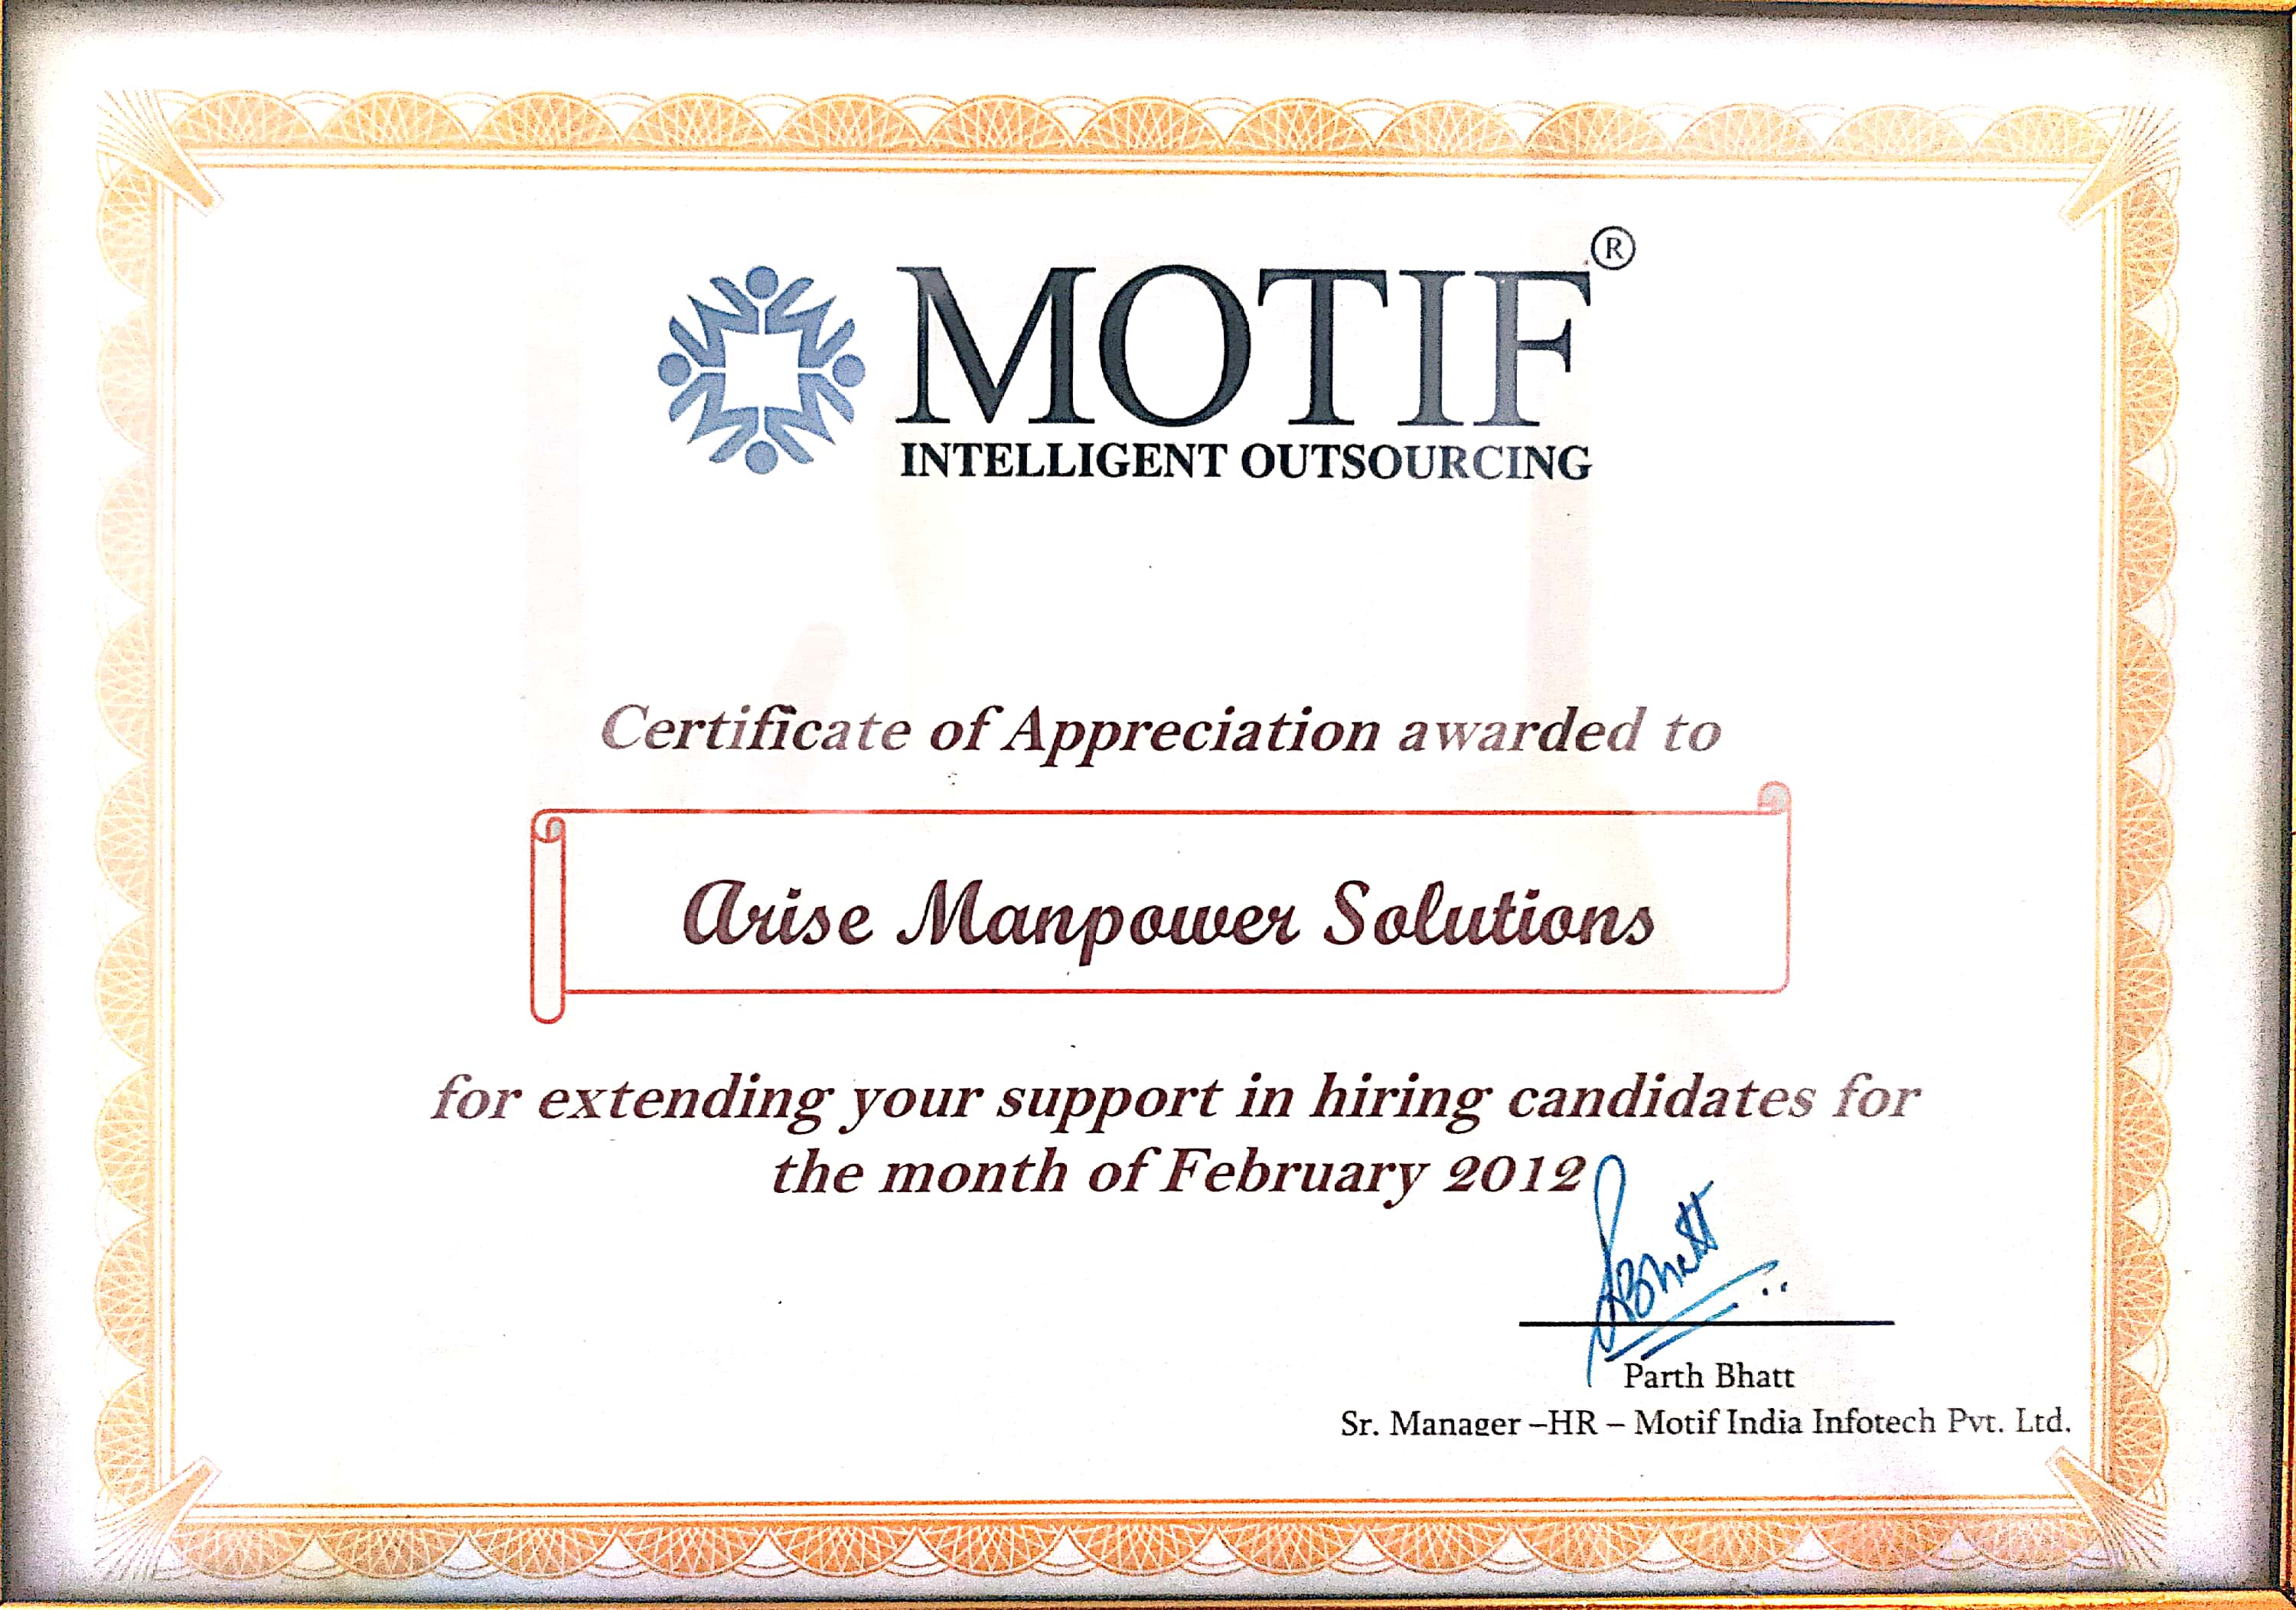 MOTIF®
INTELLIGENT OUTSOURCING
Certificate of Appreciation awarded to
Arise Manpower Solutions
for extending your support in hiring candidates for
the month of February 2012
Bhatt
Parth Bhatt
Sr. Manager –HR – Motif India Infotech Pvt. Ltd.